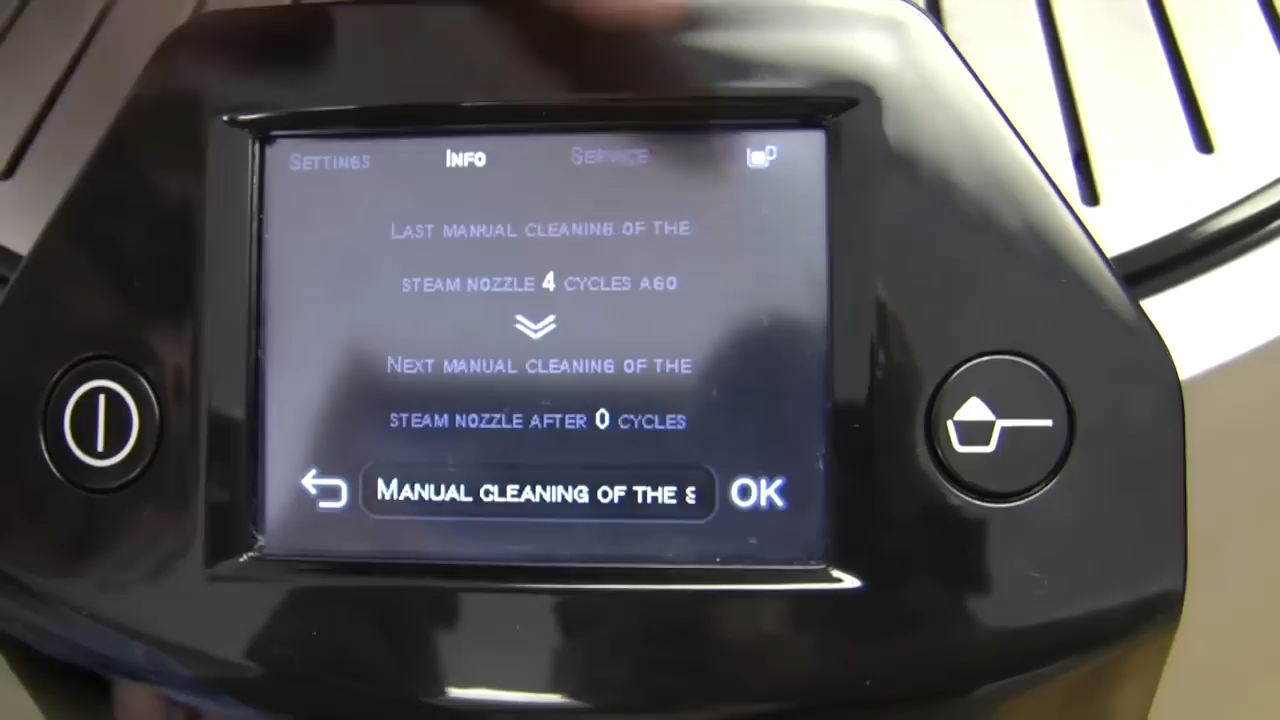 Settings Info Service
Last manual cleaning of the
steam nozzle 4 cycles ago
Next manual cleaning of the
steam nozzle after 0 cycles
Manual cleaning of the s
OK